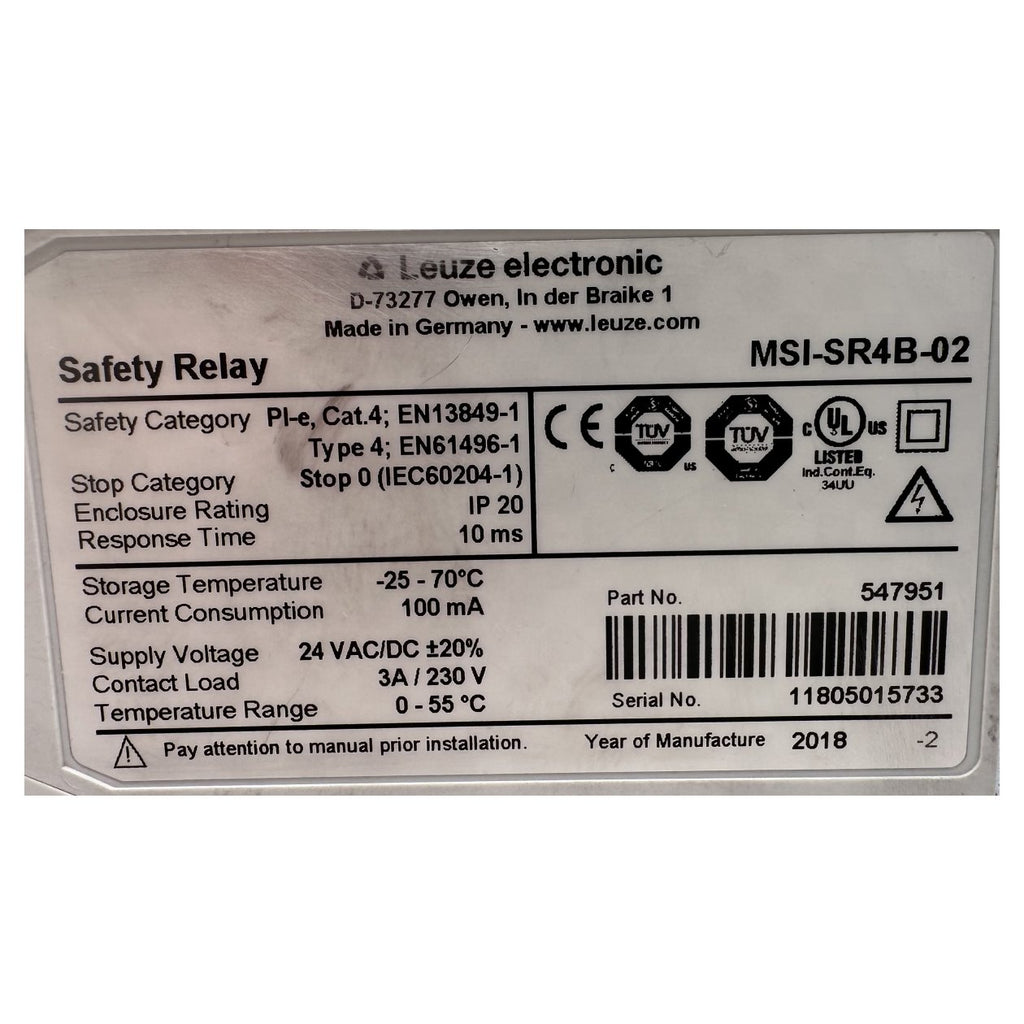 Leuze electronic
D-73277 Owen, In der Braike 1
Made in Germany - www.leuze.com
Safety Relay MSI-SR4B-02
Safety Category Pl-e, Cat.4; EN13849-1
Type 4; EN61496-1
Stop Category Stop 0 (IEC60204-1)
Enclosure Rating IP 20
Response Time 10 ms
CE
TÜV
c us
TÜV
c UL us
LISTED
Ind.Cont.Eq.
34UU
Storage Temperature -25 - 70°C
Current Consumption 100 mA
Supply Voltage 24 VAC/DC ±20%
Contact Load 3A / 230 V
Temperature Range 0 - 55 °C
Part No. 547951
Serial No. 11805015733
Pay attention to manual prior installation.
Year of Manufacture 2018 -2